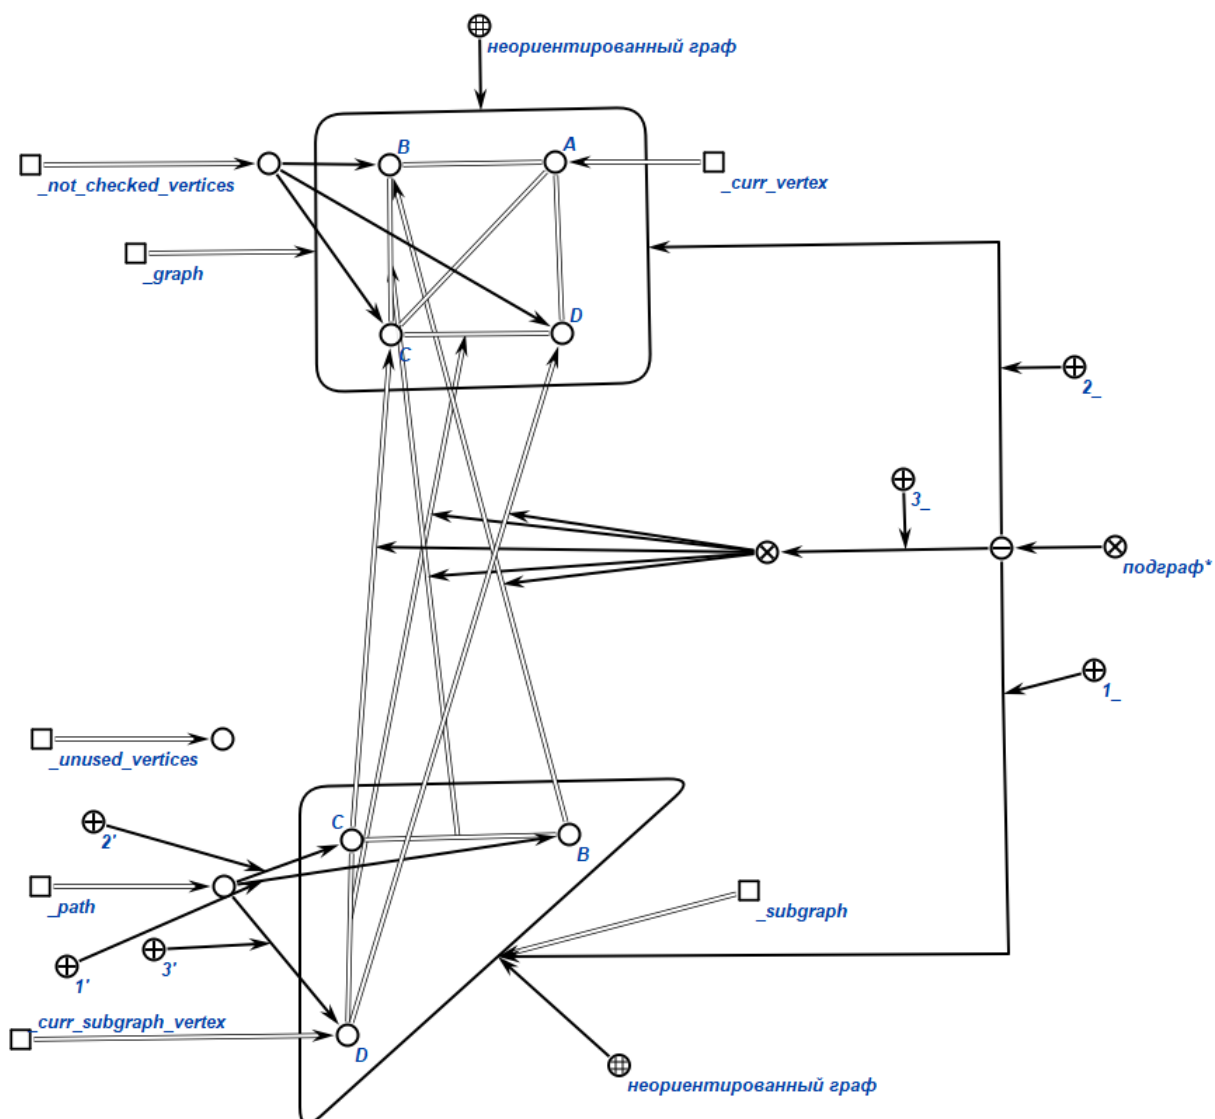 неориентированный граф
B
A
_not_checked_vertices
_curr_vertex
_graph
D
C
2_
3_
подграф*
1_
_unused_vertices
C
2'
B
_path
_subgraph
3'
1'
_curr_subgraph_vertex
D
неориентированный граф